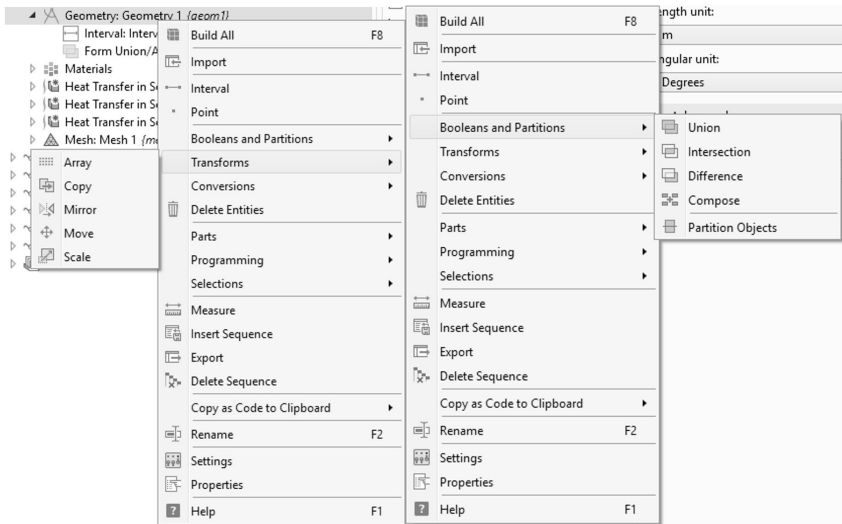 Geometry: Geometry 1 {geom1}
Interval: Interv
Form Union/A
Materials
Heat Transfer in S
Heat Transfer in S
Heat Transfer in S
Mesh: Mesh 1 {me
Array
Copy
Mirror
Move
Scale
Build All F8
Import
Interval
Point
Booleans and Partitions
Transforms
Conversions
Delete Entities
Parts
Programming
Selections
Measure
Insert Sequence
Export
Delete Sequence
Copy as Code to Clipboard
Rename F2
Settings
Properties
Help F1
Build All F8
Import
Interval
Point
Booleans and Partitions
Transforms
Conversions
Delete Entities
Parts
Programming
Selections
Measure
Insert Sequence
Export
Delete Sequence
Copy as Code to Clipboard
Rename F2
Settings
Properties
Help F1
ength unit:
m
ngular unit:
Degrees
Union
Intersection
Difference
Compose
Partition Objects